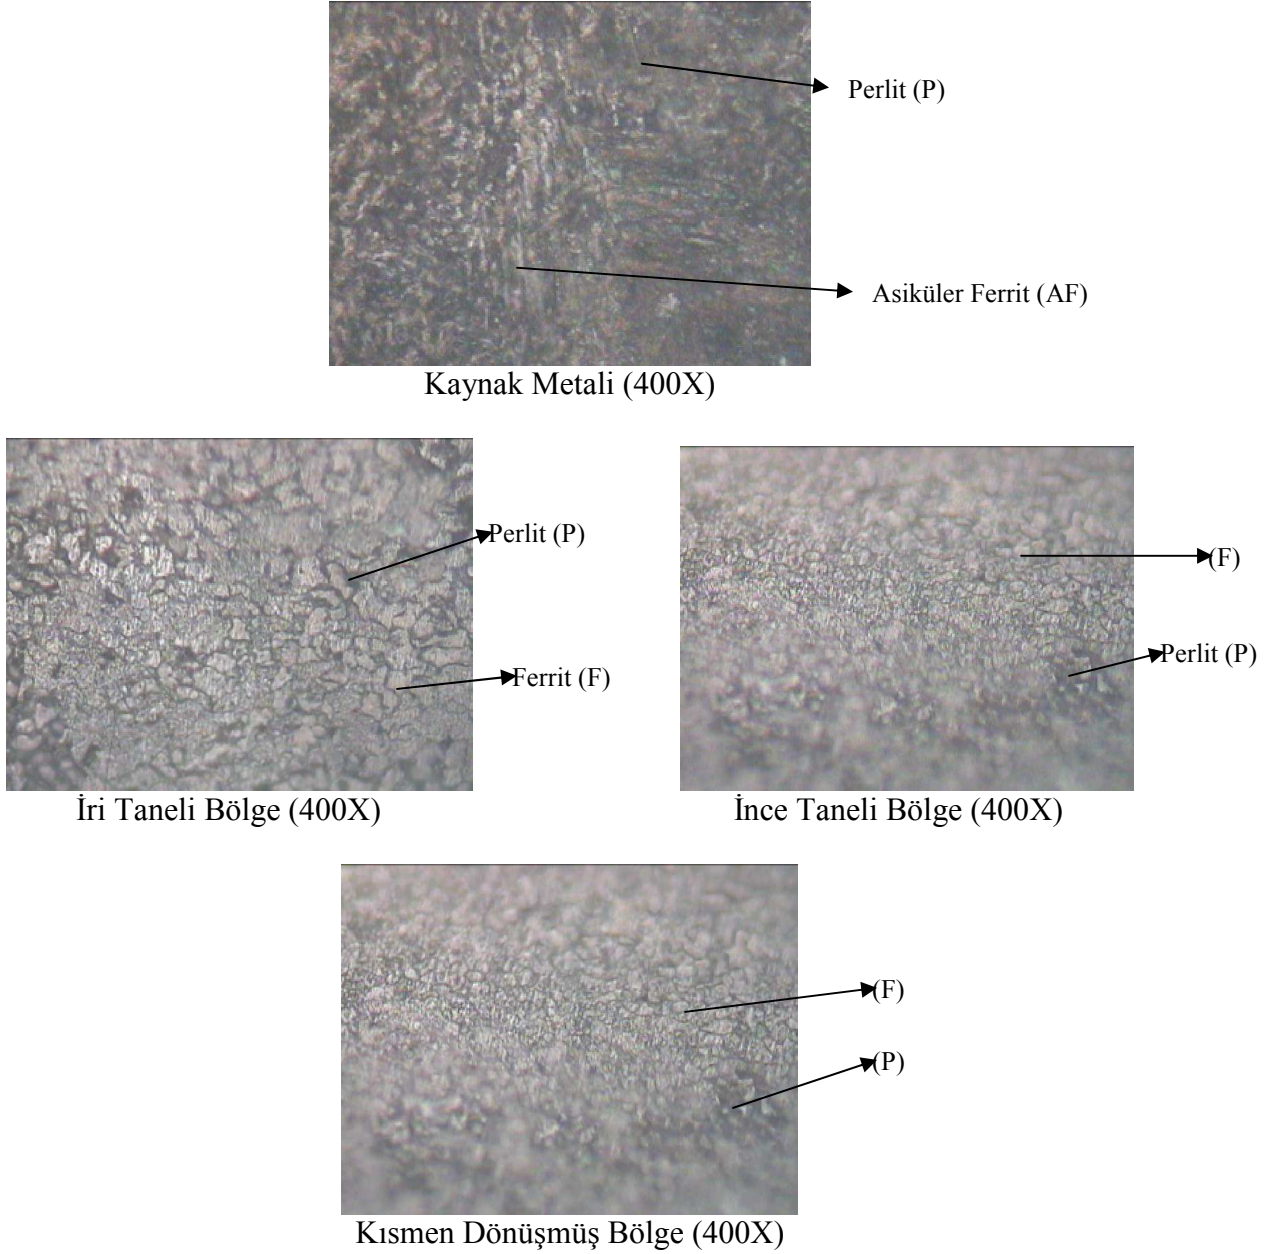 Perlit (P)
Asiküler Ferrit (AF)
Kaynak Metali (400X)
Perlit (P)
Ferrit (F)
İri Taneli Bölge (400X)
(F)
Perlit (P)
İnce Taneli Bölge (400X)
(F)
(P)
Kısmen Dönüşmüş Bölge (400X)